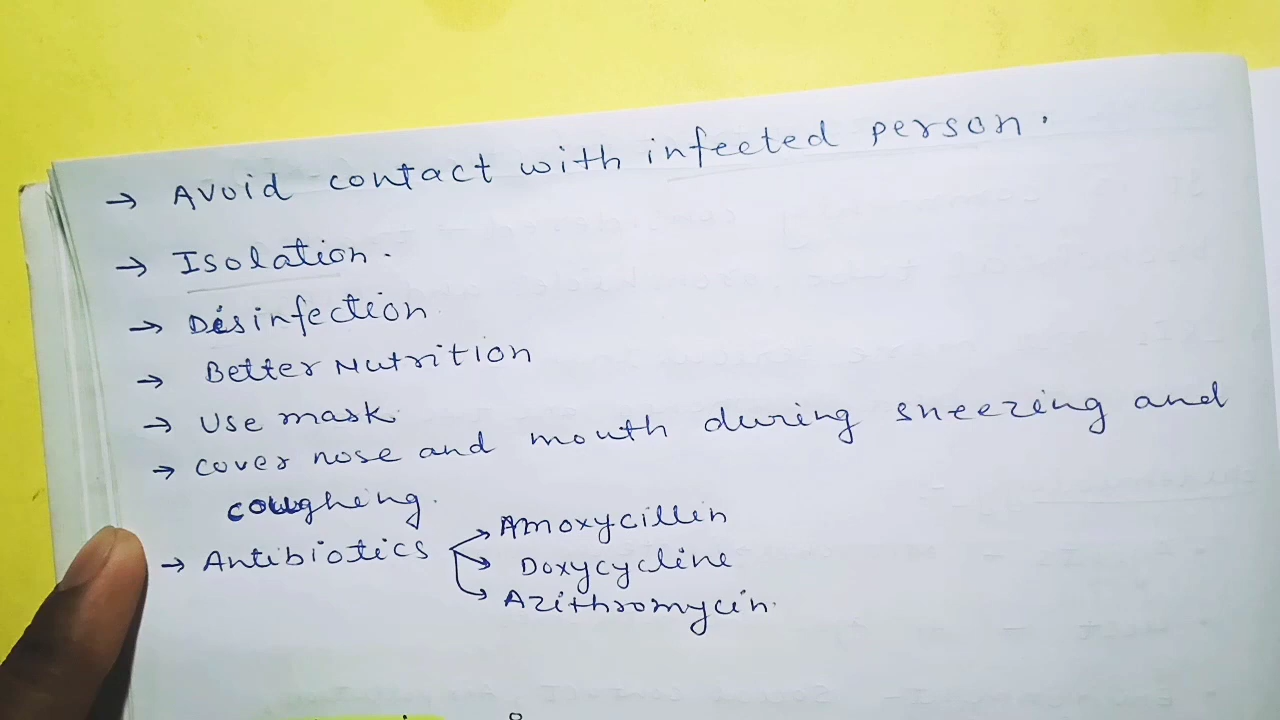 → Avoid contact with infected person.
→ Isolation.
→ Disinfection
→ Better Nutrition
→ Use mask.
→ cover nose and mouth during sneezing and
coughing.
→ Antibiotics → Amoxycillin
→ Doxycycline
→ Azithromycin.